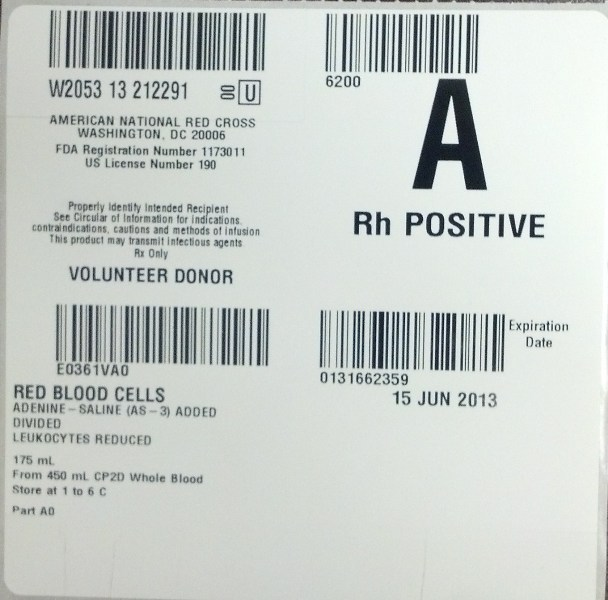 W2053 13 212291 00 U
AMERICAN NATIONAL RED CROSS
WASHINGTON, DC 20006
FDA Registration Number 1173011
US License Number 190
Properly Identify Intended Recipient
See Circular of Information for indications,
contraindications, cautions and methods of infusion
This product may transmit infectious agents
Rx Only
VOLUNTEER DONOR
6200
A
Rh POSITIVE
E0361VA0
RED BLOOD CELLS
ADENINE-SALINE (AS-3) ADDED
DIVIDED
LEUKOCYTES REDUCED
175 mL
From 450 mL CP2D Whole Blood
Store at 1 to 6 C
Part A0
Expiration
Date
0131662359
15 JUN 2013